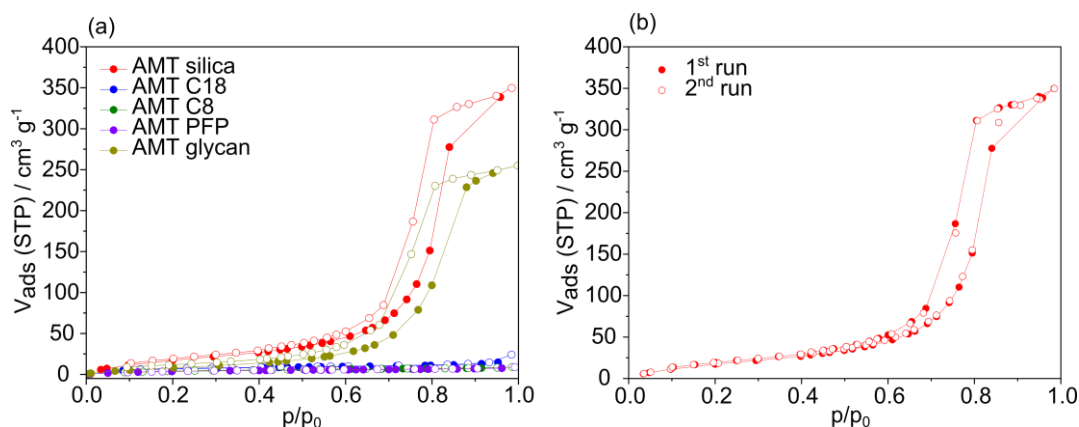 (a)
400
350
300
250
200
150
100
50
0
V_ads (STP) / cm³ g⁻¹
AMT silica
AMT C18
AMT C8
AMT PFP
AMT glycan
0.0 0.2 0.4 0.6 0.8 1.0
p/p₀
(b)
400
350
300
250
200
150
100
50
0
V_ads (STP) / cm³ g⁻¹
1ˢᵗ run
2ⁿᵈ run
0.0 0.2 0.4 0.6 0.8 1.0
p/p₀